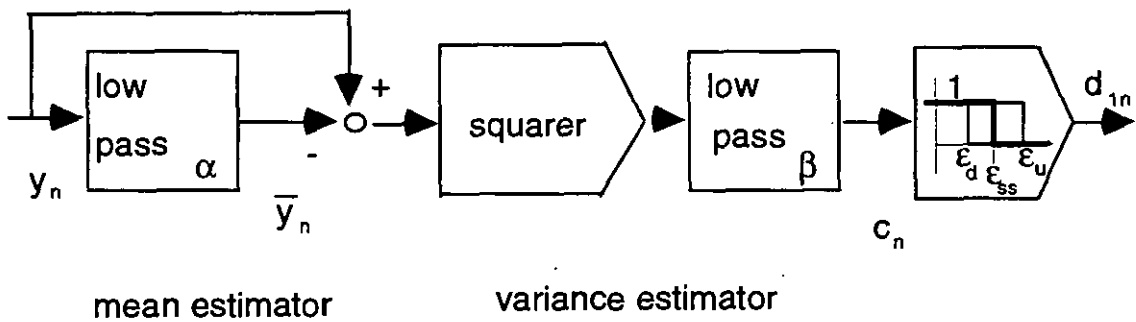 low
pass
α
+
-
squarer
low
pass
β
1
ε_d
ε_ss
ε_u
d_1n
y_n
ȳ_n
c_n
mean estimator
variance estimator